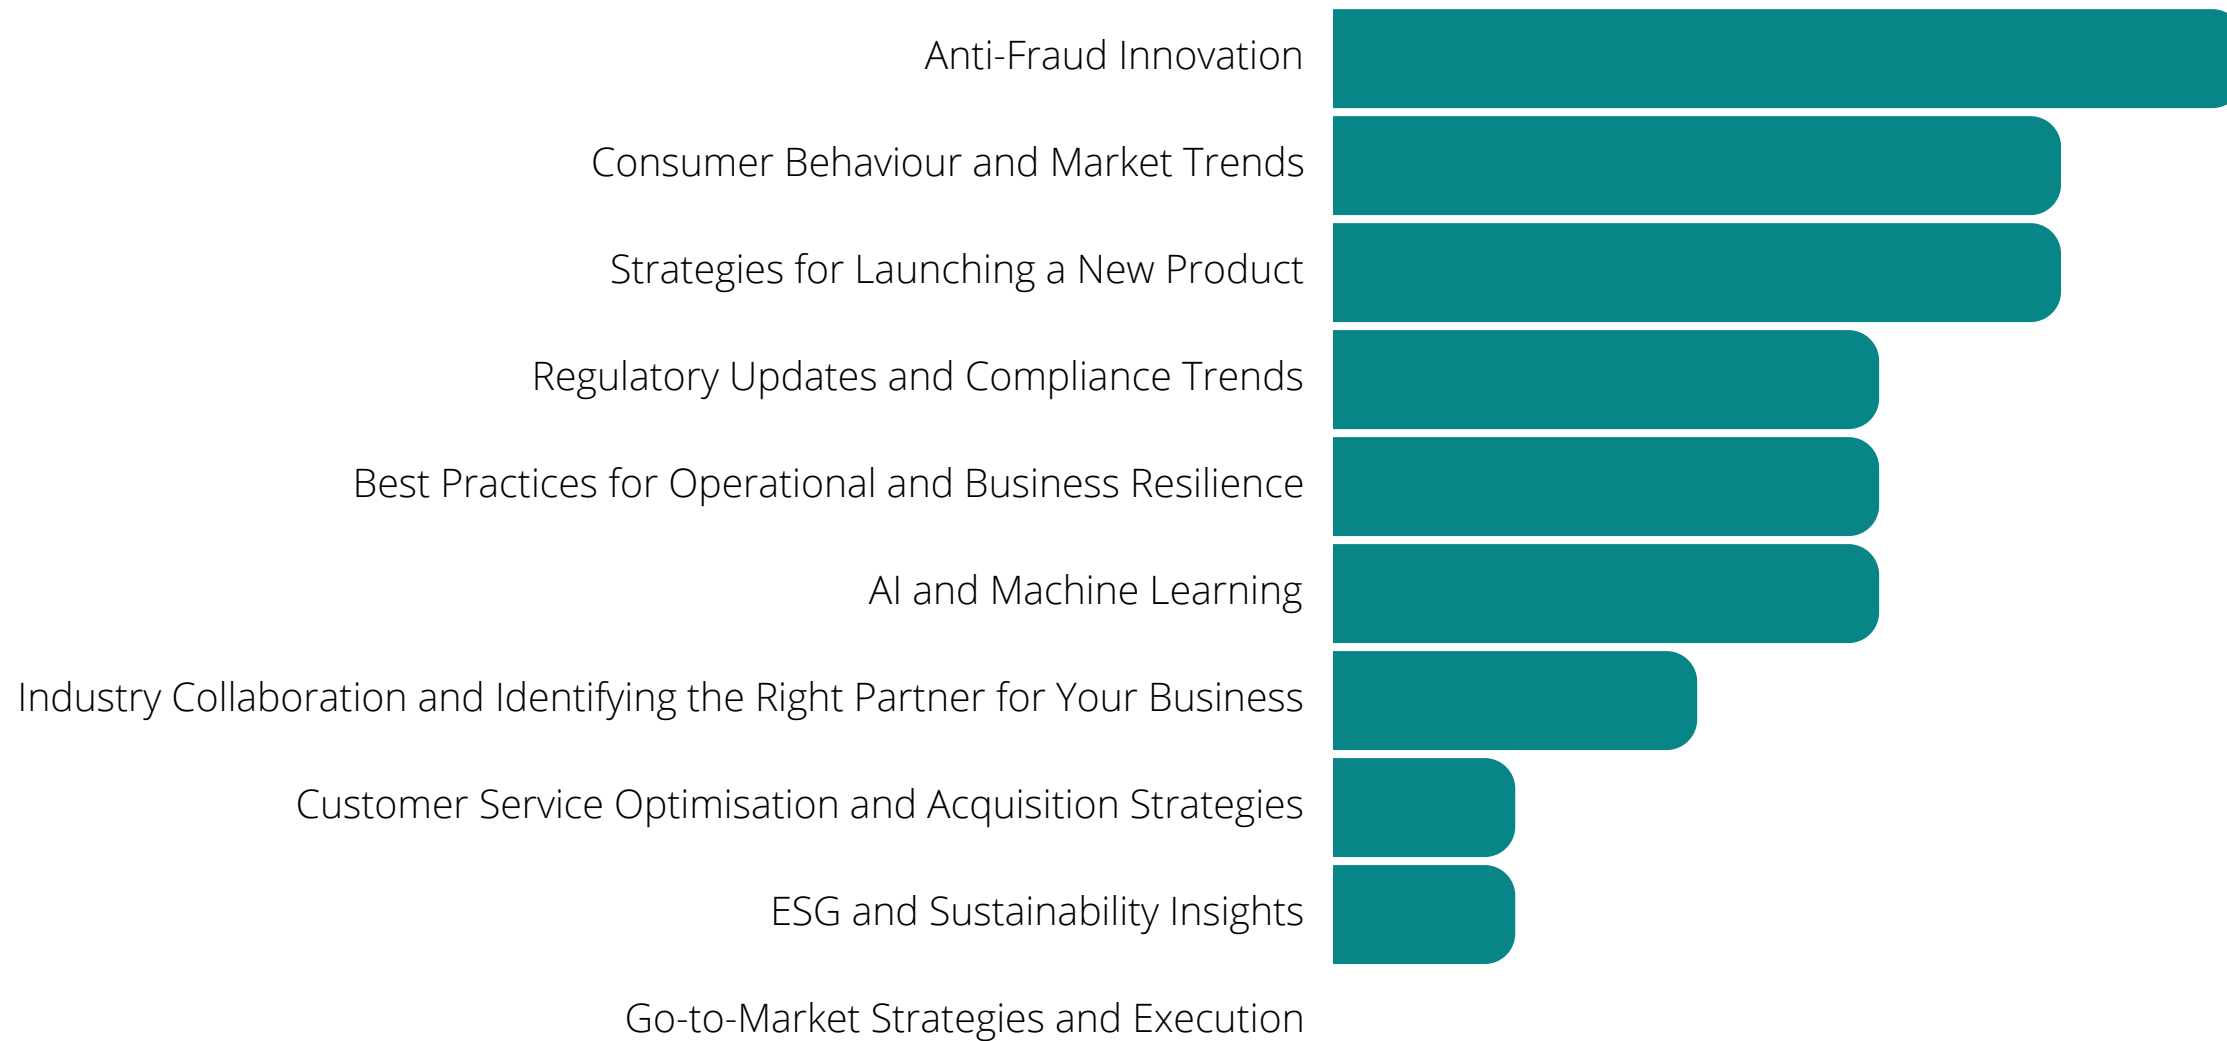 Anti-Fraud Innovation
Consumer Behaviour and Market Trends
Strategies for Launching a New Product
Regulatory Updates and Compliance Trends
Best Practices for Operational and Business Resilience
AI and Machine Learning
Industry Collaboration and Identifying the Right Partner for Your Business
Customer Service Optimisation and Acquisition Strategies
ESG and Sustainability Insights
Go-to-Market Strategies and Execution